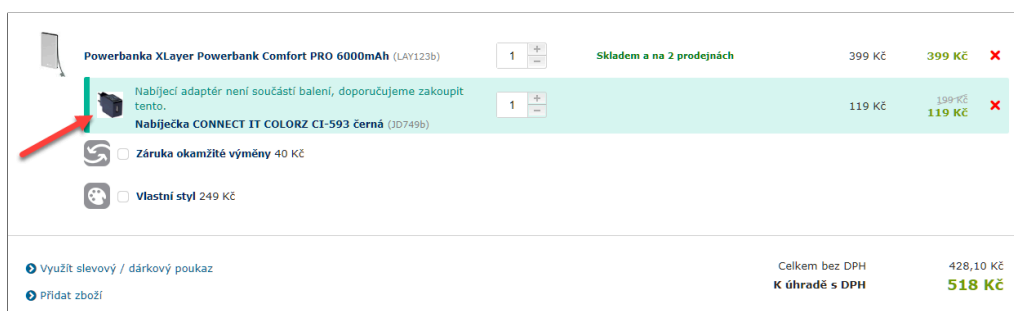 Powerbanka XLayer Powerbank Comfort PRO 6000mAh (LAY123b) 1 + − Skladem a na 2 prodejnách 399 Kč 399 Kč
Nabíjecí adaptér není součástí balení, doporučujeme zakoupit
tento.
Nabíječka CONNECT IT COLORZ CI-593 černá (JD749b)
1 + − 119 Kč 199 Kč
119 Kč
Záruka okamžité výměny 40 Kč
Vlastní styl 249 Kč
Využít slevový / dárkový poukaz
Přidat zboží
Celkem bez DPH 428,10 Kč
K úhradě s DPH 518 Kč